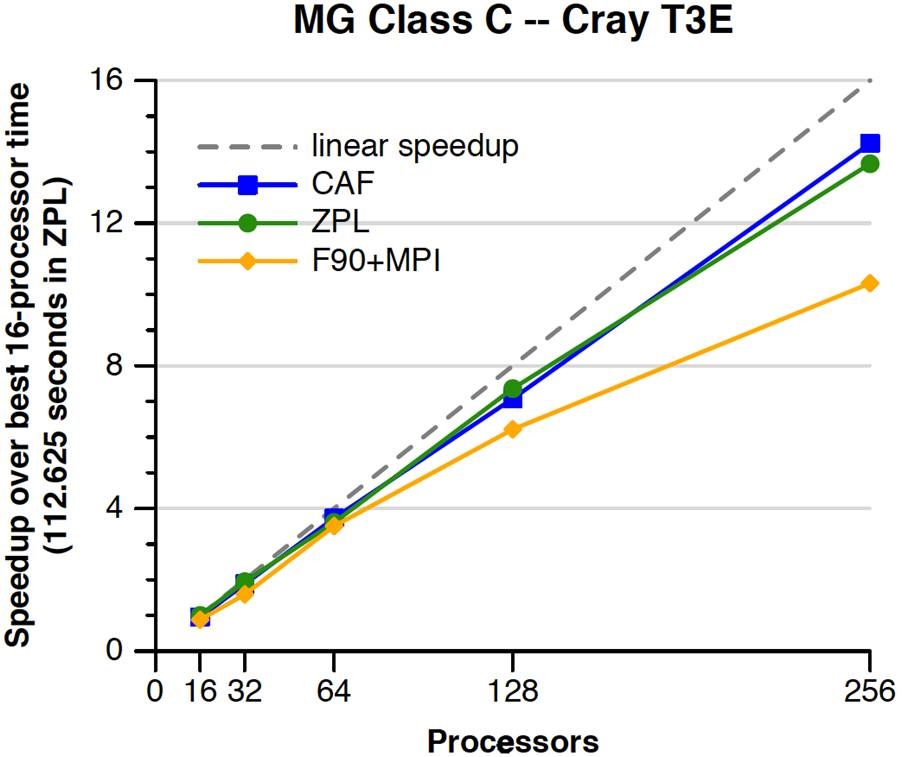 MG Class C -- Cray T3E
Speedup over best 16-processor time
(112.625 seconds in ZPL)
16
12
8
4
0
linear speedup
CAF
ZPL
F90+MPI
0 16 32 64 128 256
Processors